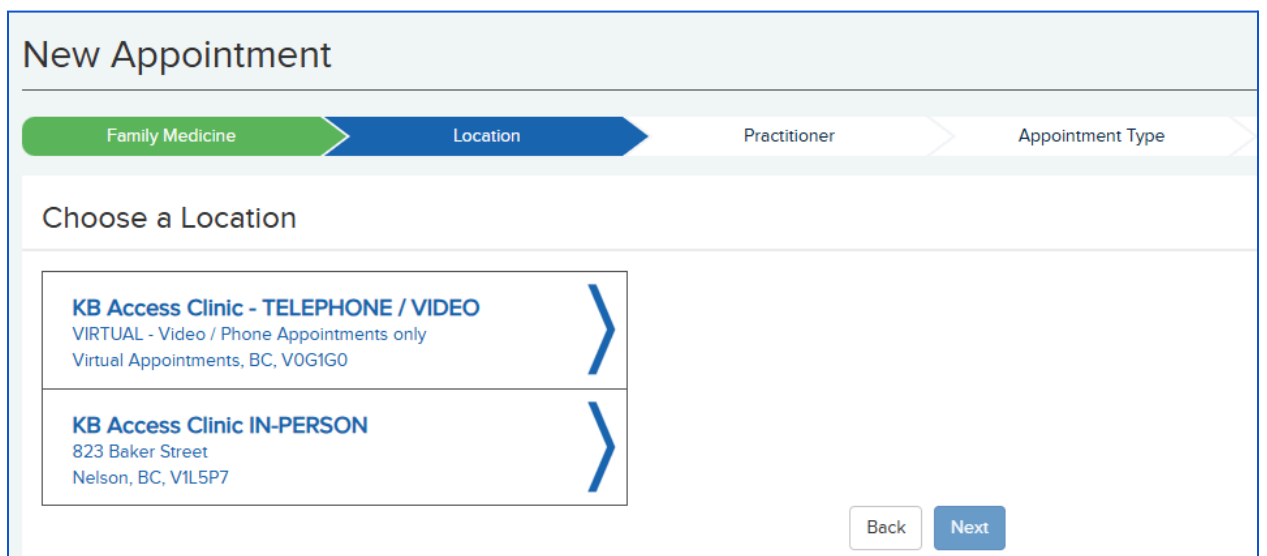 New Appointment
Family Medicine
Location
Practitioner
Appointment Type
Choose a Location
KB Access Clinic - TELEPHONE / VIDEO
VIRTUAL - Video / Phone Appointments only
Virtual Appointments, BC, V0G1G0
KB Access Clinic IN-PERSON
823 Baker Street
Nelson, BC, V1L5P7
Back
Next